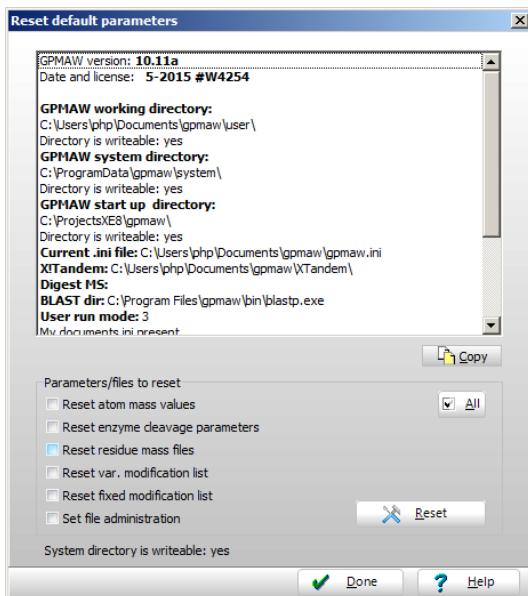 Reset default parameters
GPMAW version: 10.11a
Date and license: 5-2015 #W4254
GPMAW working directory:
C:\Users\php\Documents\gpmaw\user\
Directory is writeable: yes
GPMAW system directory:
C:\ProgramData\gpmaw\system\
Directory is writeable: yes
GPMAW start up directory:
C:\ProjectsXE8\gpmaw\
Directory is writeable: yes
Current .ini file: C:\Users\php\Documents\gpmaw\gpmaw.ini
X!Tandem: C:\Users\php\Documents\gpmaw\XTandem\
Digest MS:
BLAST dir: C:\Program Files\gpmaw\bin\blastp.exe
User run mode: 3
My documents ini present
Copy
Parameters/files to reset
Reset atom mass values
All
Reset enzyme cleavage parameters
Reset residue mass files
Reset var. modification list
Reset fixed modification list
Set file administration
Reset
System directory is writeable: yes
Done
Help